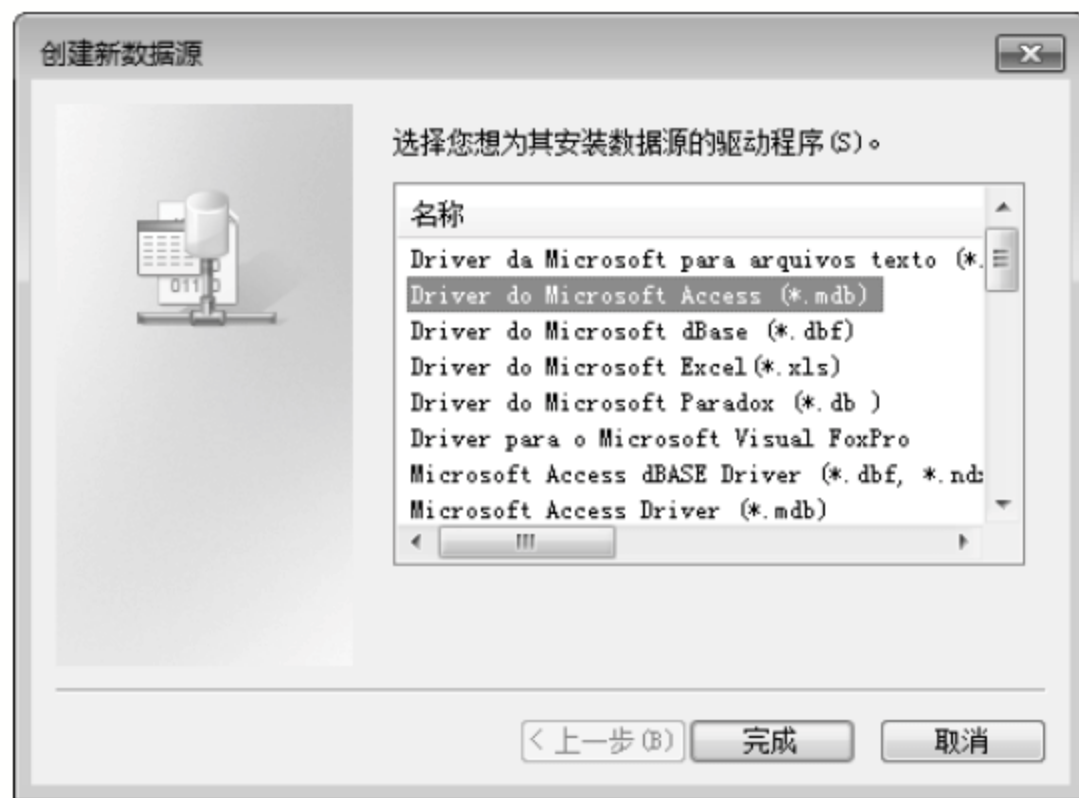 创建新数据源
选择您想为其安装数据源的驱动程序(S)。
名称
Driver da Microsoft para arquivos texto (*.
Driver do Microsoft Access (*.mdb)
Driver do Microsoft dBase (*.dbf)
Driver do Microsoft Excel(*.xls)
Driver do Microsoft Paradox (*.db )
Driver para o Microsoft Visual FoxPro
Microsoft Access dBASE Driver (*.dbf, *.nd
Microsoft Access Driver (*.mdb)
< 上一步(B)
完成
取消